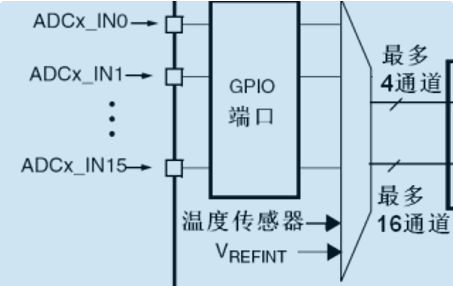 ADCx_IN0
ADCx_IN1
ADCx_IN15
GPIO
端口
温度传感器
VREFINT
最多
4通道
最多
16通道